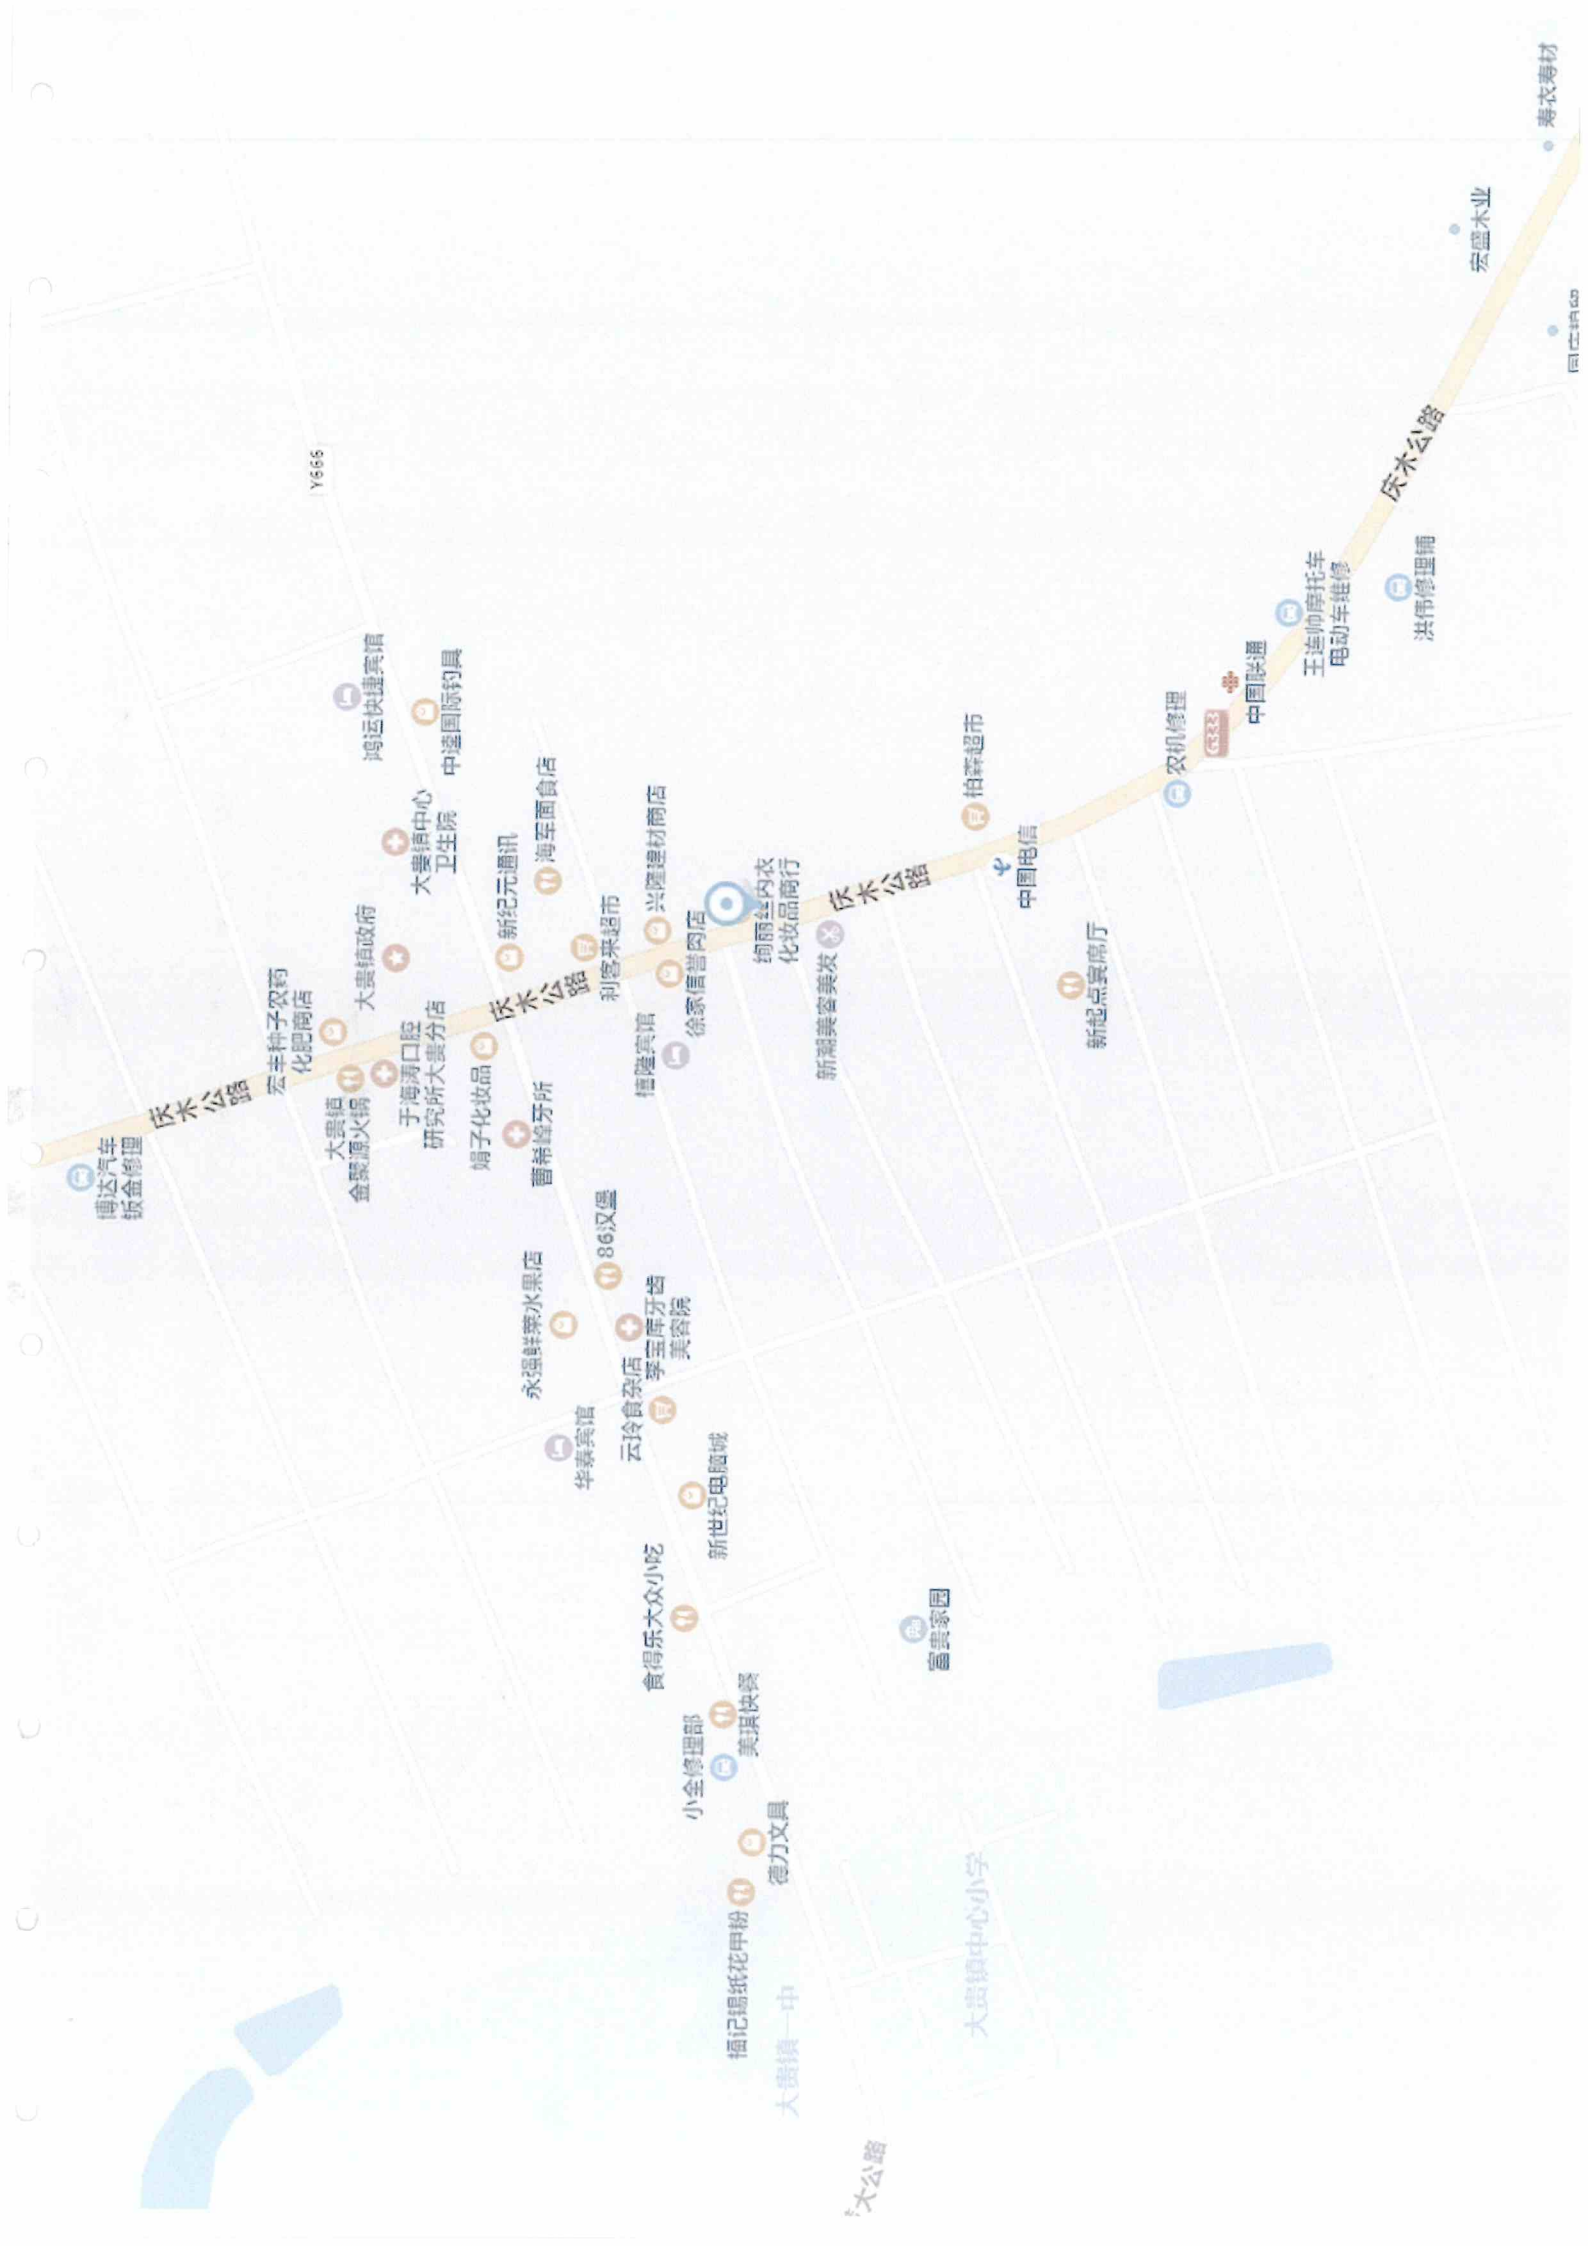 博达汽车
钣金修理
庆木公路
宏丰种子农药
化肥商店
大贵镇
金聚源火锅
大贵镇政府
于海涛口腔
研究所大贵分店
鸿运快捷宾馆
Y666
大贵镇中心
卫生院
中逵国际钓具
娟子化妆品
新纪元通讯
庆木公路
曹希峰牙所
海军面食店
利客来超市
永强鲜菜水果店
86汉堡
华泰宾馆
云玲食杂店
李宝库牙齿
美容院
禧隆宾馆
兴隆建材商店
徐家信誉肉店
新世纪电脑城
食得乐大众小吃
绚丽丝内衣
化妆品商行
小全修理部
美琪快餐
新潮美容美发
庆木公路
德力文具
福记锡纸花甲粉
大贵镇一中
富贵家园
大贵镇中心小学
大公路
柏森超市
中国电信
新起点宴席厅
农机修理
中国联通
王连帅摩托车
电动车维修
洪伟修理铺
庆木公路
宏盛木业
寿衣寿材